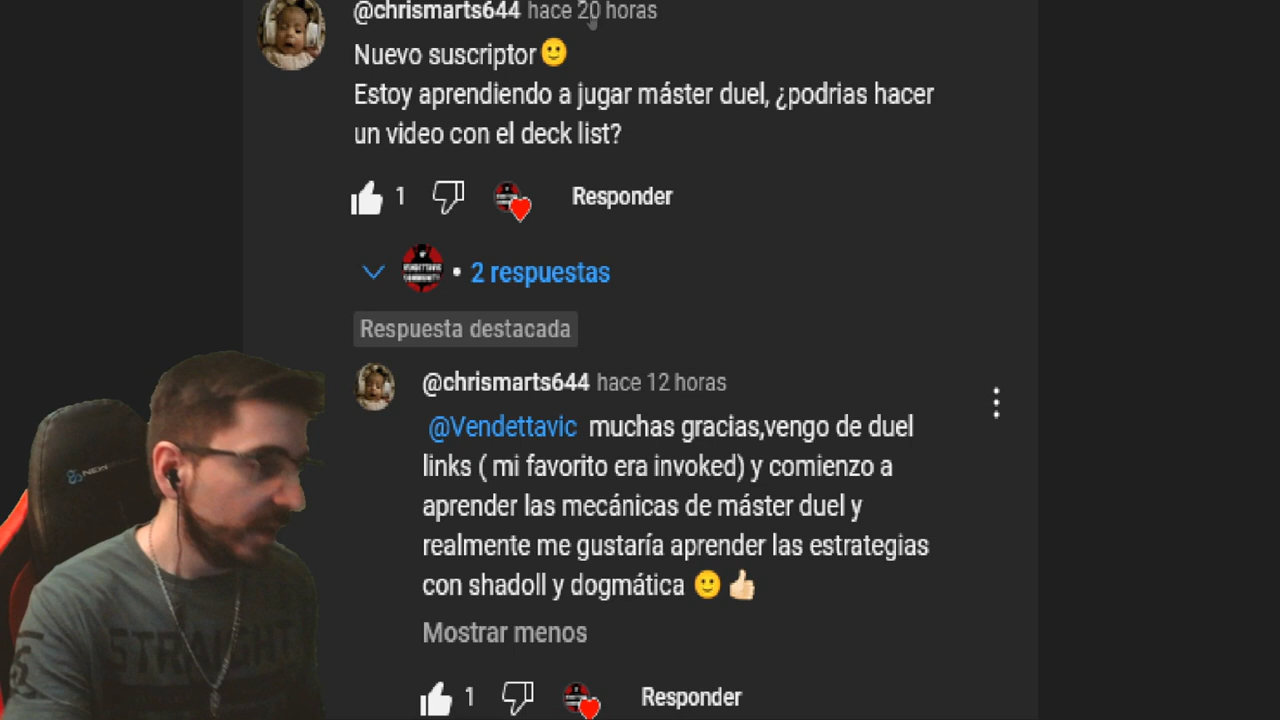 @chrismarts644 hace 20 horas
Nuevo suscriptor🙂
Estoy aprendiendo a jugar máster duel, ¿podrias hacer
un video con el deck list?
1 Responder
• 2 respuestas
Respuesta destacada
@chrismarts644 hace 12 horas
@Vendettavic muchas gracias,vengo de duel
links ( mi favorito era invoked) y comienzo a
aprender las mecánicas de máster duel y
realmente me gustaría aprender las estrategias
con shadoll y dogmática 🙂👍🏻
Mostrar menos
1 Responder
STRAIGHT